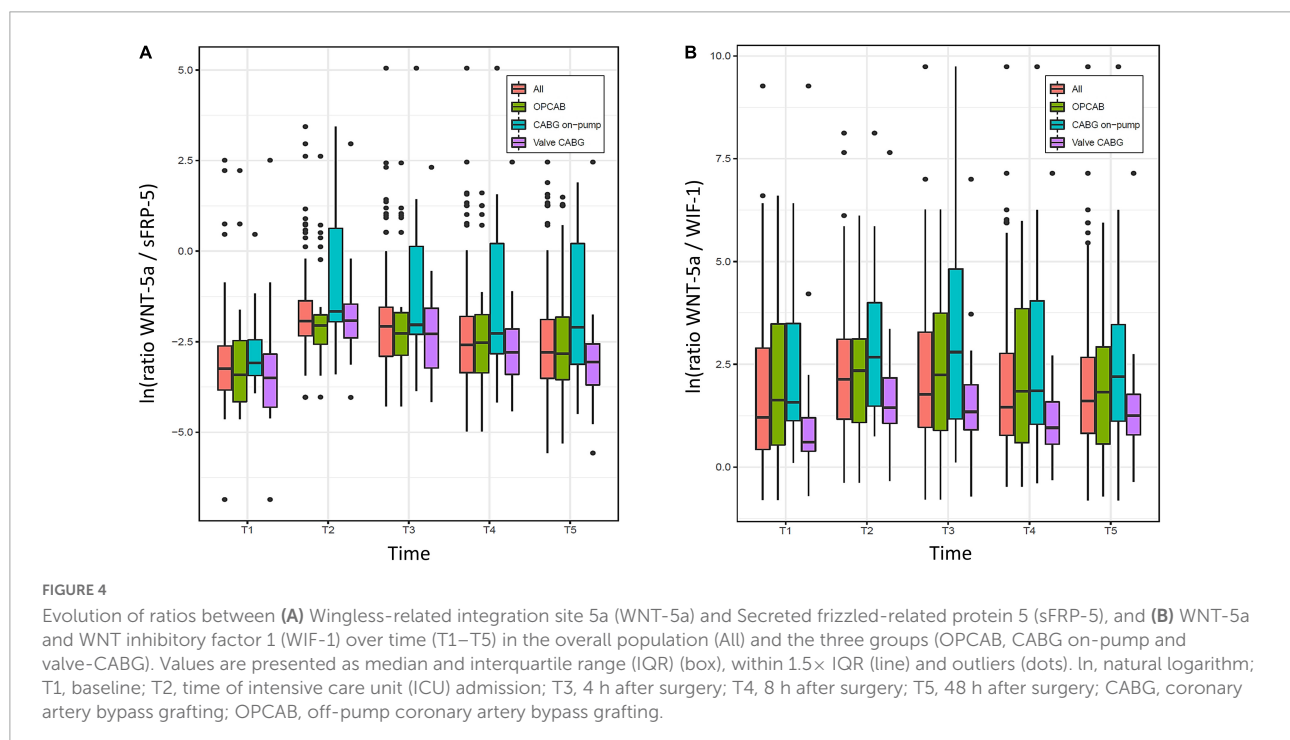 A
5.0
2.5
0.0
−2.5
−5.0
ln(ratio WNT-5a / sFRP-5)
All
OPCAB
CABG on−pump
Valve CABG
T1 T2 T3 T4 T5
Time
B
10.0
7.5
5.0
2.5
0.0
ln(ratio WNT-5a / WIF-1)
All
OPCAB
CABG on−pump
Valve CABG
T1 T2 T3 T4 T5
Time
FIGURE 4
Evolution of ratios between (A) Wingless-related integration site 5a (WNT-5a) and Secreted frizzled-related protein 5 (sFRP-5), and (B) WNT-5a
and WNT inhibitory factor 1 (WIF-1) over time (T1–T5) in the overall population (All) and the three groups (OPCAB, CABG on-pump and
valve-CABG). Values are presented as median and interquartile range (IQR) (box), within 1.5× IQR (line) and outliers (dots). ln, natural logarithm;
T1, baseline; T2, time of intensive care unit (ICU) admission; T3, 4 h after surgery; T4, 8 h after surgery; T5, 48 h after surgery; CABG, coronary
artery bypass grafting; OPCAB, off-pump coronary artery bypass grafting.